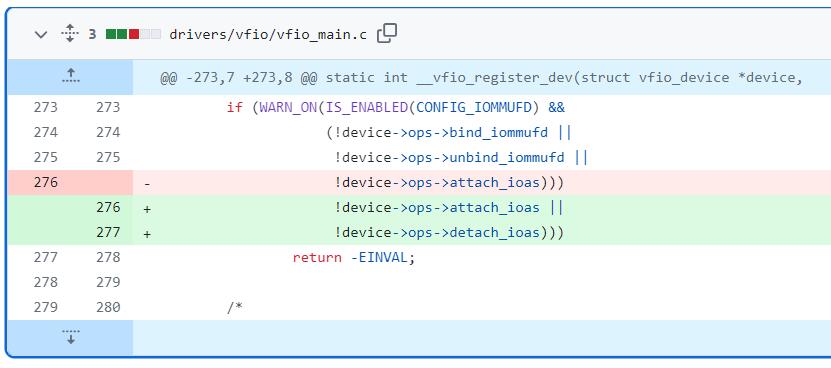 3 drivers/vfio/vfio_main.c
@@ -273,7 +273,8 @@ static int __vfio_register_dev(struct vfio_device *device,
273 273 if (WARN_ON(IS_ENABLED(CONFIG_IOMMUFD) &&
274 274 (!device->ops->bind_iommufd ||
275 275 !device->ops->unbind_iommufd ||
276 - !device->ops->attach_ioas)))
276 + !device->ops->attach_ioas ||
277 + !device->ops->detach_ioas)))
277 278 return -EINVAL;
278 279
279 280 /*